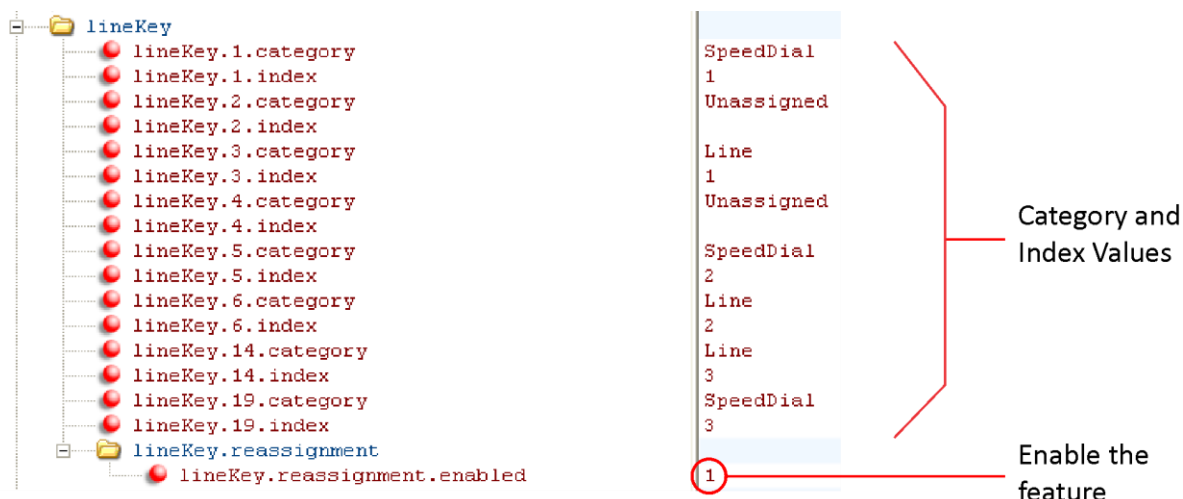 lineKey
lineKey.1.category SpeedDial
lineKey.1.index 1
lineKey.2.category Unassigned
lineKey.2.index
lineKey.3.category Line
lineKey.3.index 1
lineKey.4.category Unassigned
lineKey.4.index
lineKey.5.category SpeedDial
lineKey.5.index 2
lineKey.6.category Line
lineKey.6.index 2
lineKey.14.category Line
lineKey.14.index 3
lineKey.19.category SpeedDial
lineKey.19.index 3
lineKey.reassignment
lineKey.reassignment.enabled 1
Category and
Index Values
Enable the
feature